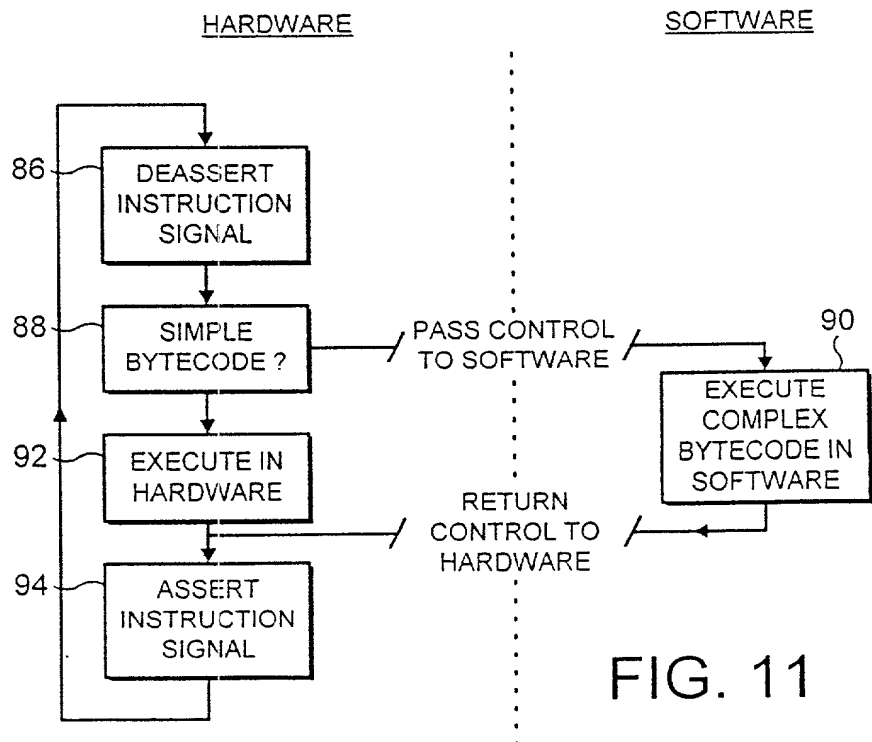 HARDWARE
SOFTWARE
86
DEASSERT
INSTRUCTION
SIGNAL
88
SIMPLE
BYTECODE ?
PASS CONTROL
TO SOFTWARE
90
EXECUTE
COMPLEX
BYTECODE IN
SOFTWARE
92
EXECUTE IN
HARDWARE
RETURN
CONTROL TO
HARDWARE
94
ASSERT
INSTRUCTION
SIGNAL
FIG. 11